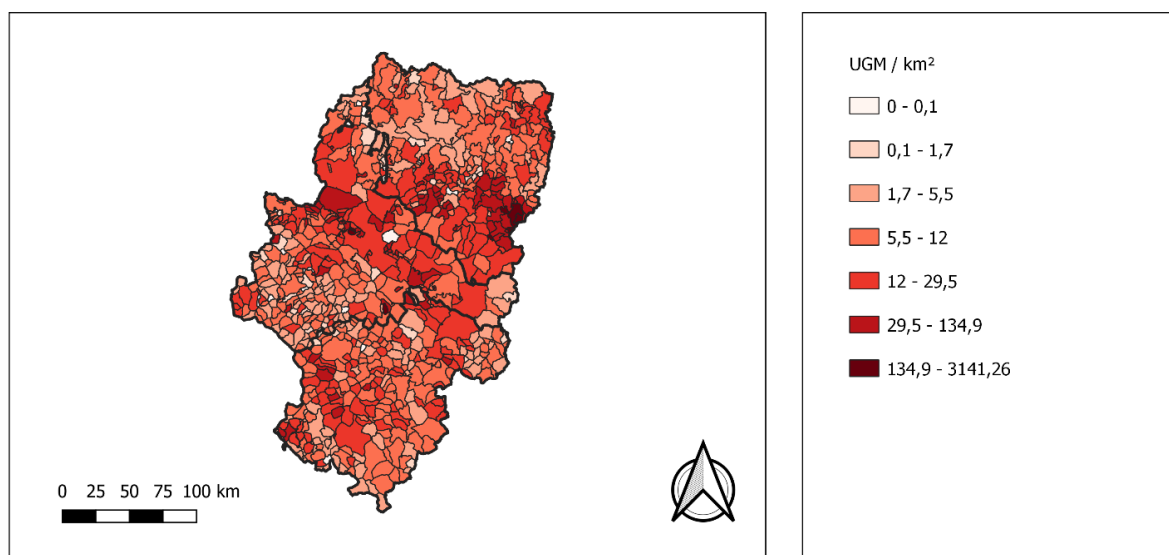 UGM / km²
0 - 0,1
0,1 - 1,7
1,7 - 5,5
5,5 - 12
12 - 29,5
29,5 - 134,9
134,9 - 3141,26
0 25 50 75 100 km